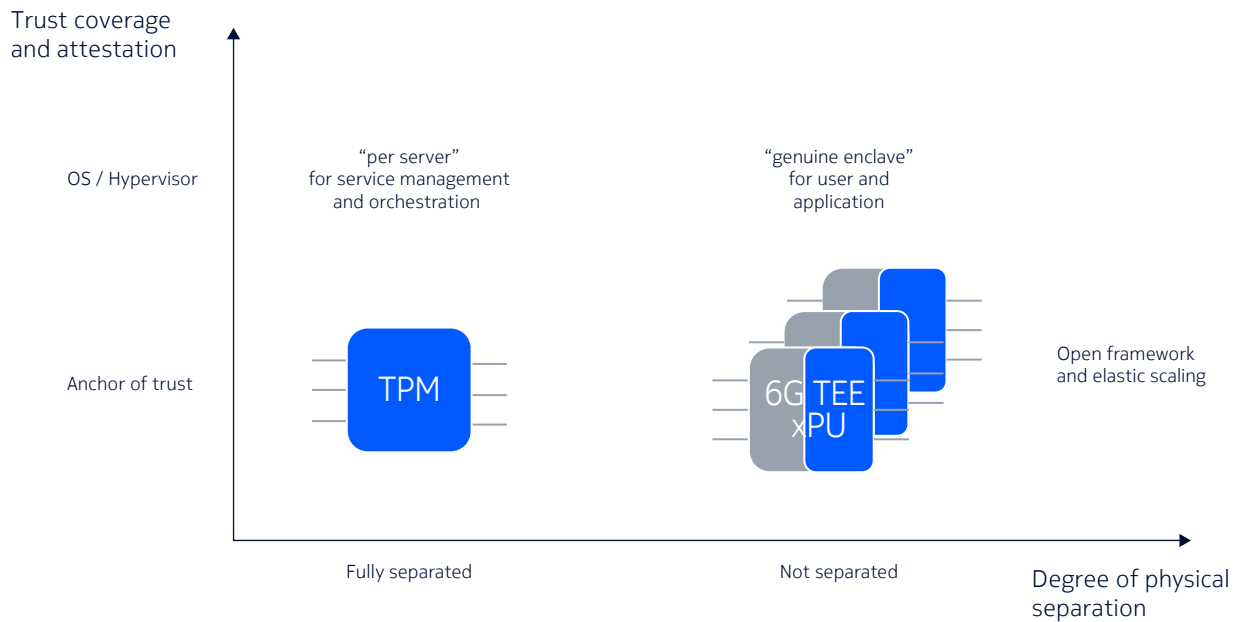 Trust coverage
and attestation
OS / Hypervisor
“per server”
for service management
and orchestration
“genuine enclave”
for user and
application
Anchor of trust
TPM
6G TEE
xPU
Open framework
and elastic scaling
Fully separated
Not separated
Degree of physical
separation